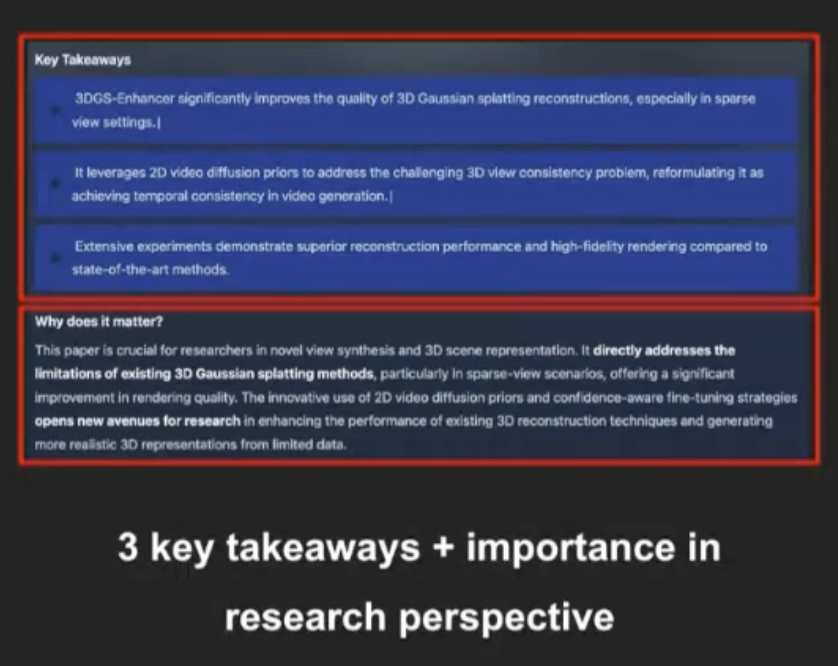 Key Takeaways
3DGS-Enhancer significantly improves the quality of 3D Gaussian splatting reconstructions, especially in sparse
view settings.|
It leverages 2D video diffusion priors to address the challenging 3D view consistency problem, reformulating it as
achieving temporal consistency in video generation.|
Extensive experiments demonstrate superior reconstruction performance and high-fidelity rendering compared to
state-of-the-art methods.
Why does it matter?
This paper is crucial for researchers in novel view synthesis and 3D scene representation. It directly addresses the
limitations of existing 3D Gaussian splatting methods, particularly in sparse-view scenarios, offering a significant
improvement in rendering quality. The innovative use of 2D video diffusion priors and confidence-aware fine-tuning strategies
opens new avenues for research in enhancing the performance of existing 3D reconstruction techniques and generating
more realistic 3D representations from limited data.
3 key takeaways + importance in
research perspective